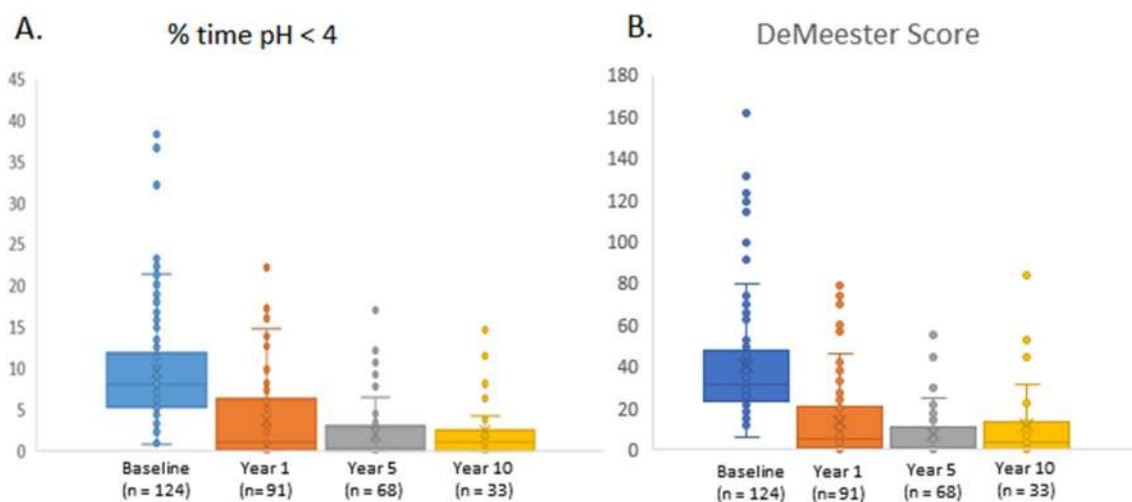 A.
% time pH < 4
45
40
35
30
25
20
15
10
5
0
Baseline
(n = 124)
Year 1
(n= 91)
Year 5
(n = 68)
Year 10
(n = 33)
B.
DeMeester Score
180
160
140
120
100
80
60
40
20
0
Baseline
(n = 124)
Year 1
(n=91)
Year 5
(n = 68)
Year 10
(n = 33)